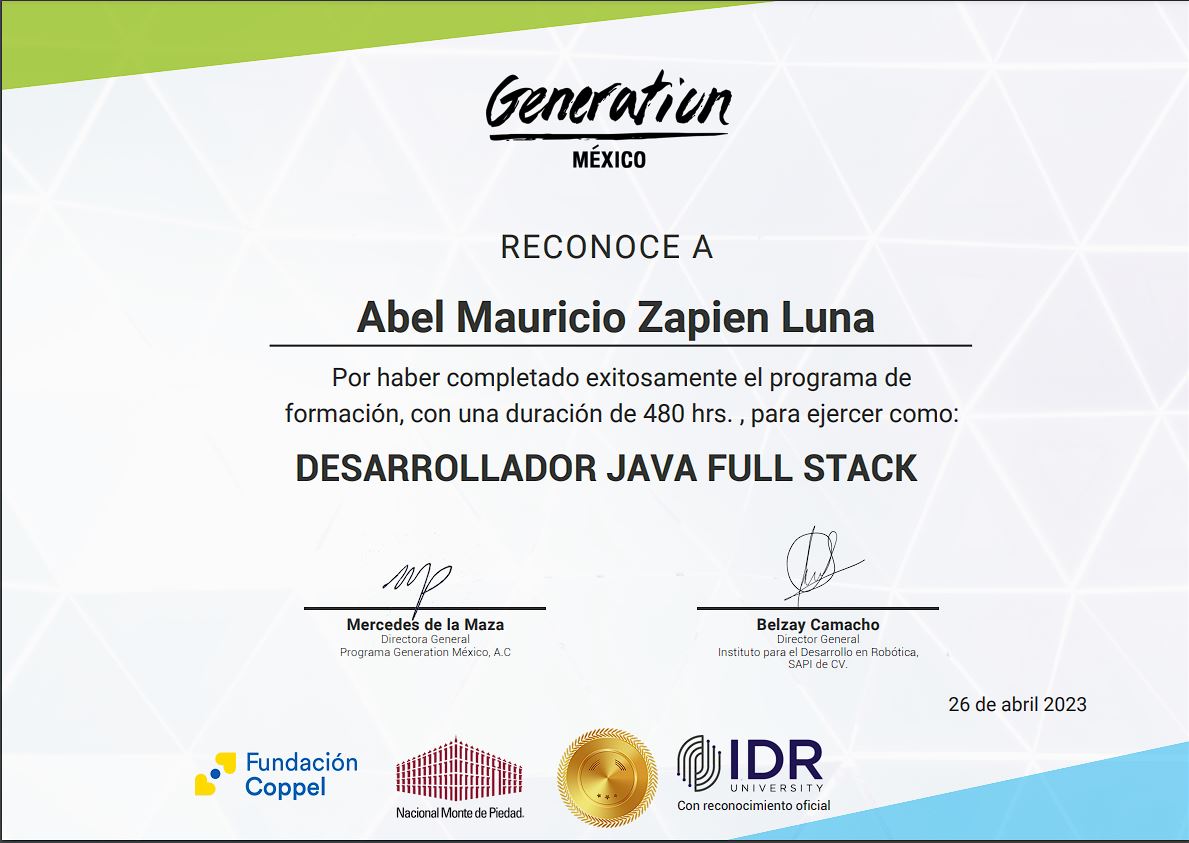 Generation
MÉXICO
RECONOCE A
Abel Mauricio Zapien Luna
Por haber completado exitosamente el programa de
formación, con una duración de 480 hrs. , para ejercer como:
DESARROLLADOR JAVA FULL STACK
Mercedes de la Maza
Directora General
Programa Generation México, A.C
Belzay Camacho
Director General
Instituto para el Desarrollo en Robótica,
SAPI de CV.
26 de abril 2023
Fundación
Coppel
Nacional Monte de Piedad.
IDR
UNIVERSITY
Con reconocimiento oficial